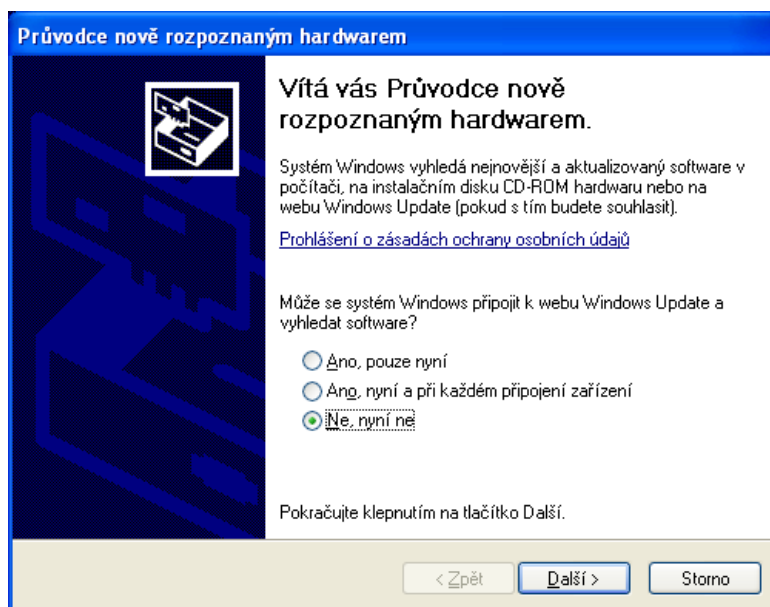 Průvodce nově rozpoznaným hardwarem
Vítá vás Průvodce nově
rozpoznaným hardwarem.
Systém Windows vyhledá nejnovější a aktualizovaný software v
počítači, na instalačním disku CD-ROM hardwaru nebo na
webu Windows Update (pokud s tím budete souhlasit).
Prohlášení o zásadách ochrany osobních údajů
Může se systém Windows připojit k webu Windows Update a
vyhledat software?
Ano, pouze nyní
Ano, nyní a při každém připojení zařízení
Ne, nyní ne
Pokračujte klepnutím na tlačítko Další.
< Zpět Další > Storno